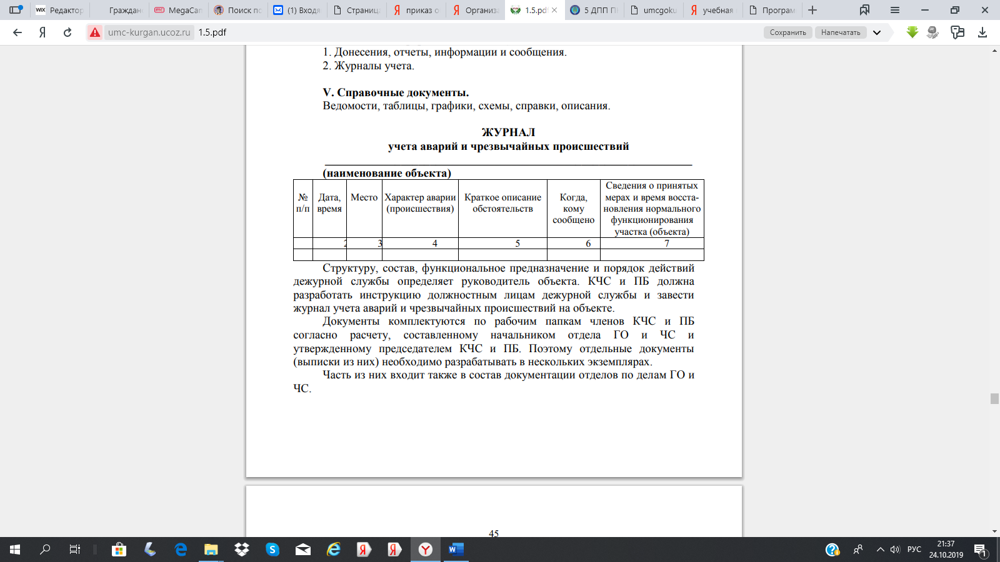 Редактор
Граждан
MegaCam
Поиск по
(1) Входя
Страница
приказ о
Организа
1.5.pdf
5 ДПП П
umcgoku
учебная
Програм
umc-kurgan.ucoz.ru 1.5.pdf
Сохранить
Напечатать
1. Донесения, отчеты, информации и сообщения.
2. Журналы учета.
V. Справочные документы.
Ведомости, таблицы, графики, схемы, справки, описания.
ЖУРНАЛ
учета аварий и чрезвычайных происшествий
(наименование объекта)
№ п/п
Дата, время
Место
Характер аварии (происшествия)
Краткое описание обстоятельств
Когда, кому сообщено
Сведения о принятых мерах и время восста-новления нормального функционирования участка (объекта)
2 3 4 5 6 7
Структуру, состав, функциональное предназначение и порядок действий
дежурной службы определяет руководитель объекта. КЧС и ПБ должна
разработать инструкцию должностным лицам дежурной службы и завести
журнал учета аварий и чрезвычайных происшествий на объекте.
Документы комплектуются по рабочим папкам членов КЧС и ПБ
согласно расчету, составленному начальником отдела ГО и ЧС и
утвержденному председателем КЧС и ПБ. Поэтому отдельные документы
(выписки из них) необходимо разрабатывать в нескольких экземплярах.
Часть из них входит также в состав документации отделов по делам ГО и
ЧС.
45
РУС
21:37
24.10.2019
1